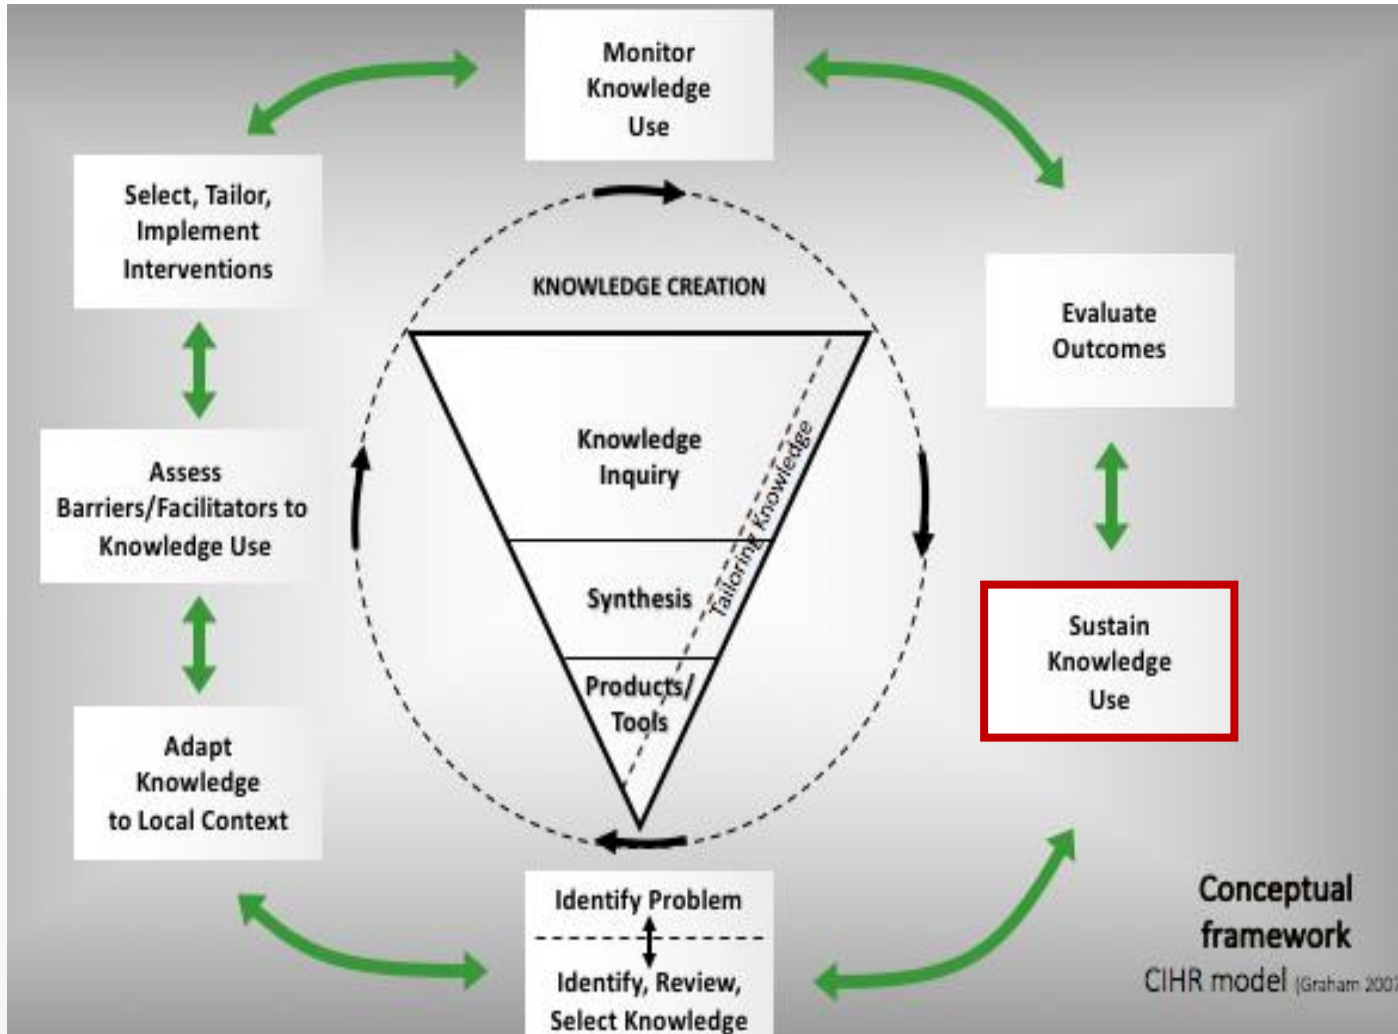 Monitor
Knowledge
Use
Select, Tailor,
Implement
Interventions
KNOWLEDGE CREATION
Evaluate
Outcomes
Knowledge
Inquiry
Tailoring Knowledge
Assess
Barriers/Facilitators to
Knowledge Use
Synthesis
Sustain
Knowledge
Use
Products/
Tools
Adapt
Knowledge
to Local Context
Identify Problem
Identify, Review,
Select Knowledge
Conceptual
framework
CIHR model (Graham 2007